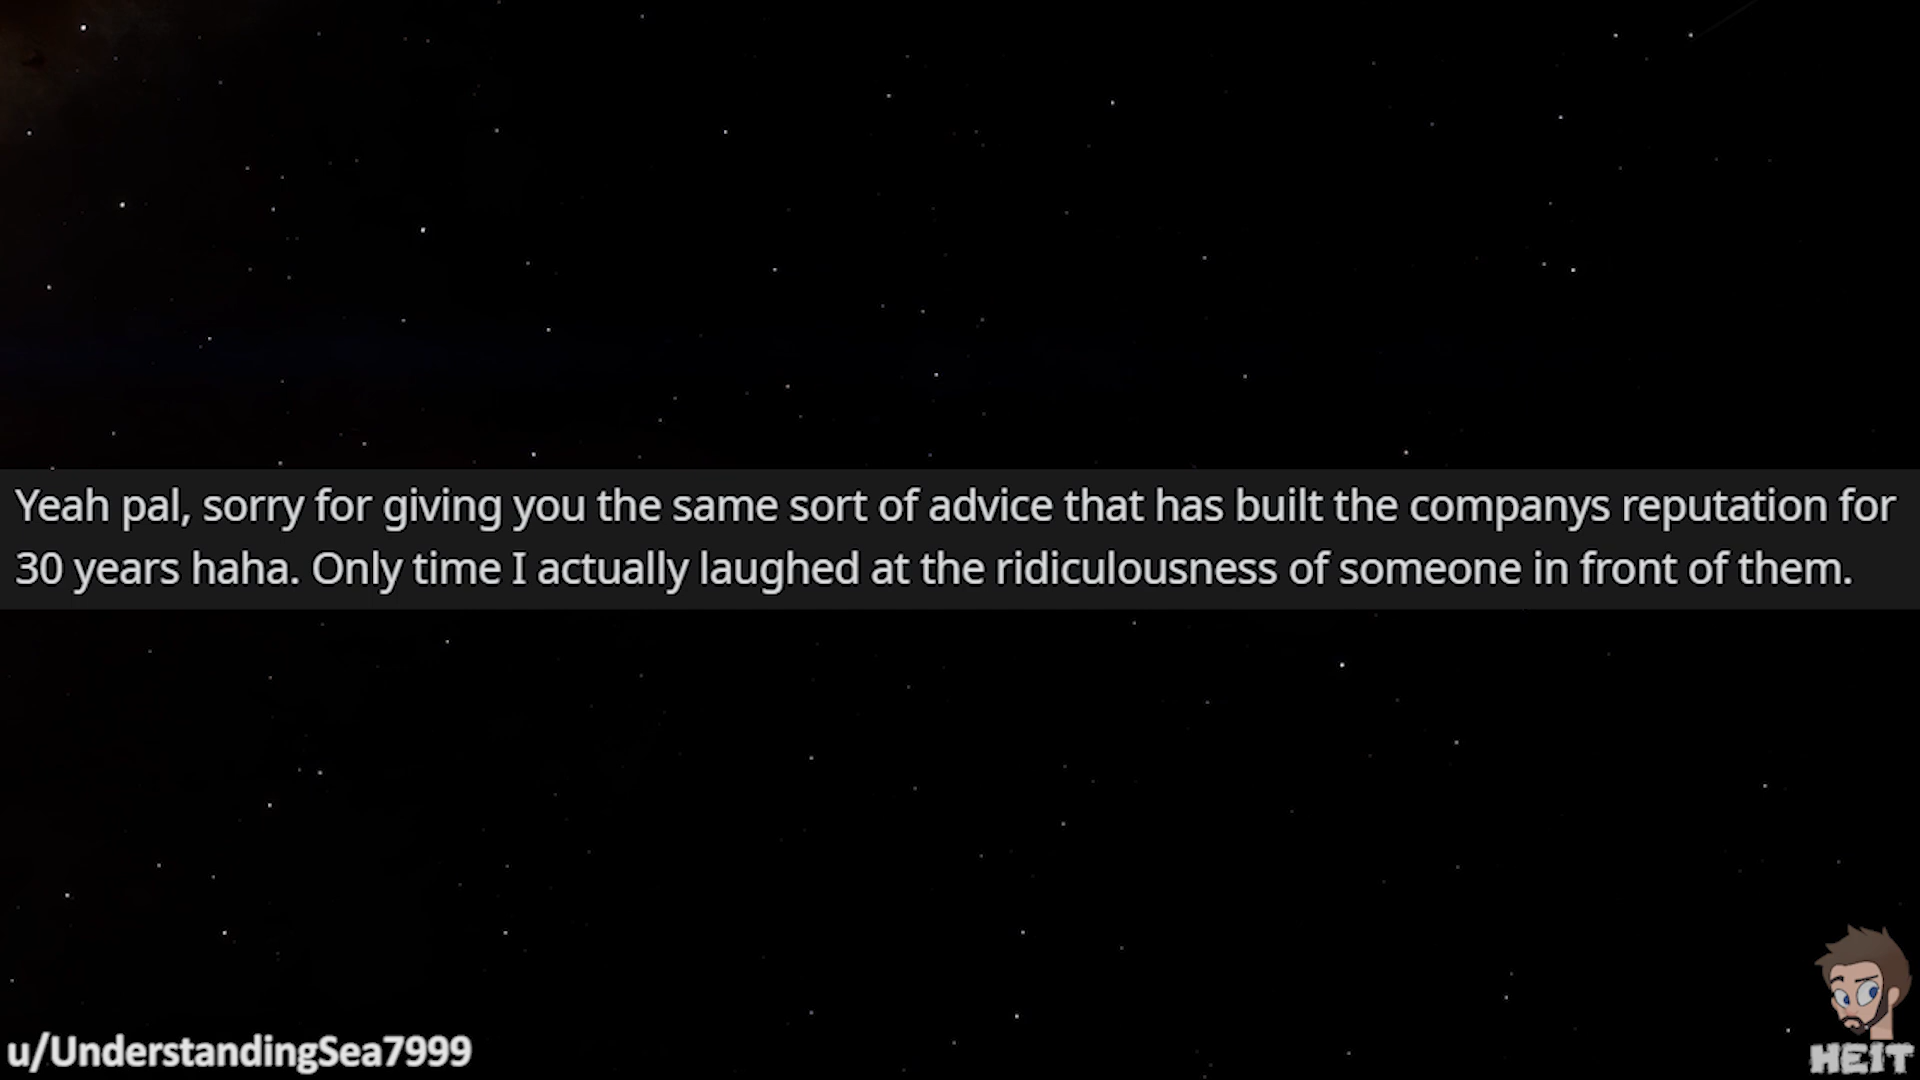 Yeah pal, sorry for giving you the same sort of advice that has built the companys reputation for
30 years haha. Only time I actually laughed at the ridiculousness of someone in front of them.
u/UnderstandingSea7999
HEIT